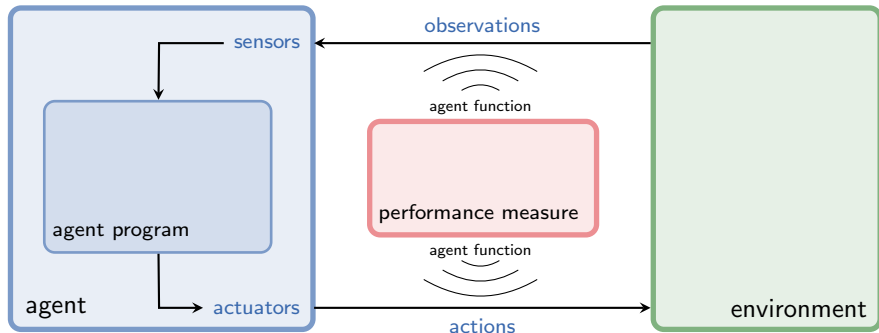 observations
sensors
agent function
agent program
performance measure
agent function
agent
actuators
environment
actions